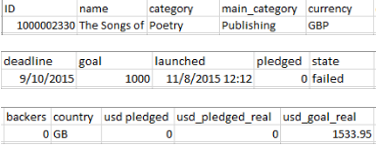 ID name category main_category currency
1000002330 The Songs of Poetry Publishing GBP
deadline goal launched pledged state
9/10/2015 1000 11/8/2015 12:12 0 failed
backers country usd pledged usd_pledged_real usd_goal_real
0 GB 0 0 1533.95